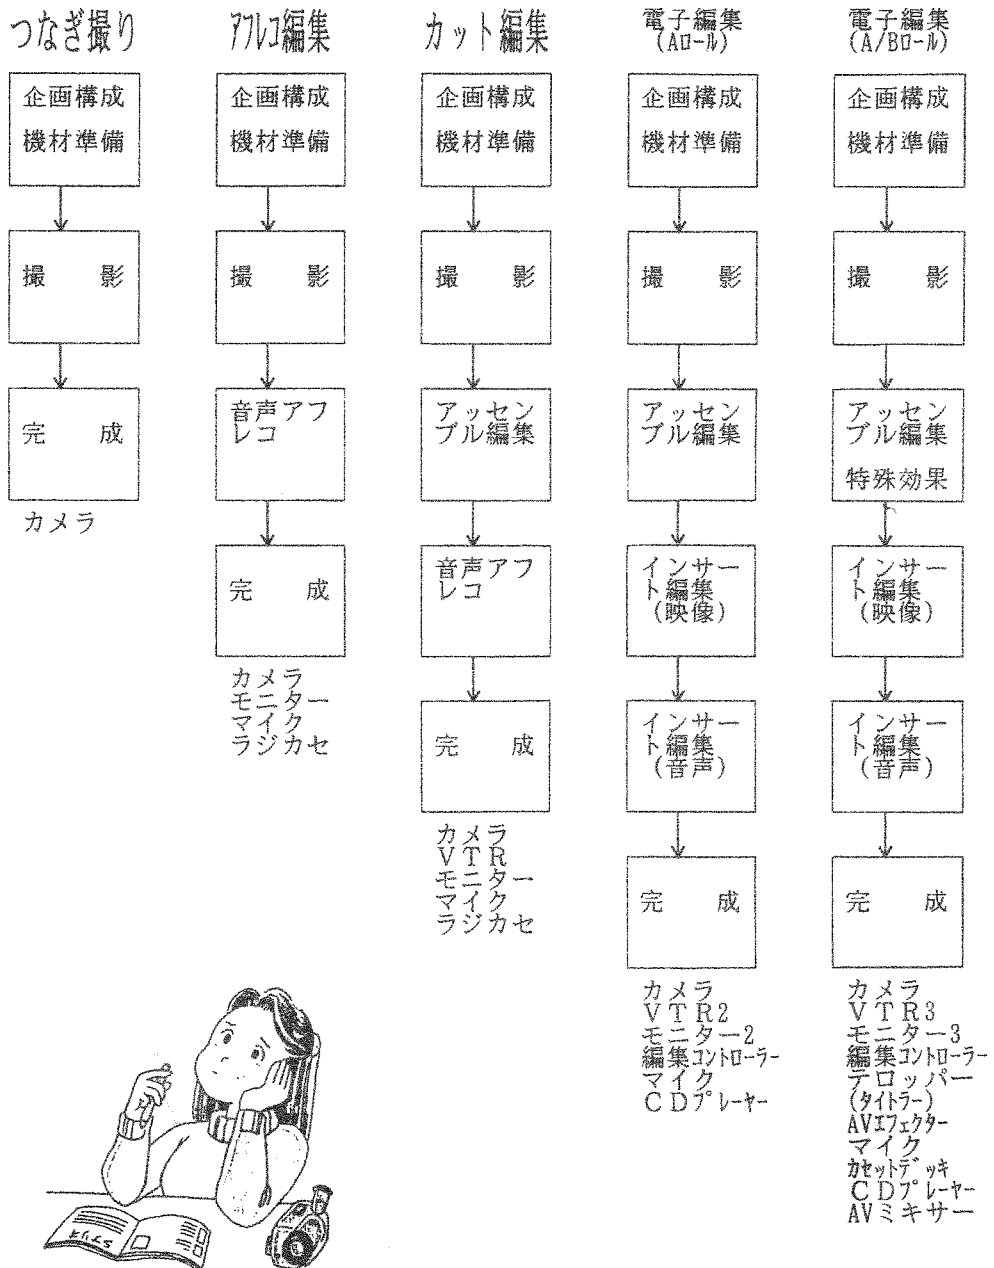 つなぎ撮り
企画構成
機材準備
撮　影
完　成
カメラ
ｱﾌﾚｺ編集
企画構成
機材準備
撮　影
音声アフ
レコ
完　成
カメラ
モニター
マイク
ラジカセ
カット編集
企画構成
機材準備
撮　影
アッセン
ブル編集
音声アフ
レコ
完　成
カメラ
ＶＴＲ
モニター
マイク
ラジカセ
電子編集
(Aﾛｰﾙ)
企画構成
機材準備
撮　影
アッセン
ブル編集
インサー
ト編集
(映像)
インサー
ト編集
(音声)
完　成
カメラ
ＶＴＲ2
モニター2
編集ｺﾝﾄﾛｰﾗｰ
マイク
ＣＤﾌﾟﾚｰﾔｰ
電子編集
(A/Bﾛｰﾙ)
企画構成
機材準備
撮　影
アッセン
ブル編集
特殊効果
インサー
ト編集
(映像)
インサー
ト編集
(音声)
完　成
カメラ
ＶＴＲ3
モニター3
編集ｺﾝﾄﾛｰﾗｰ
テロッパー
(ﾀｲﾄﾗｰ)
AVｴﾌｪｸﾀｰ
マイク
ｶｾｯﾄﾃﾞｯｷ
ＣＤﾌﾟﾚｰﾔｰ
AVミキサー
シナリオ